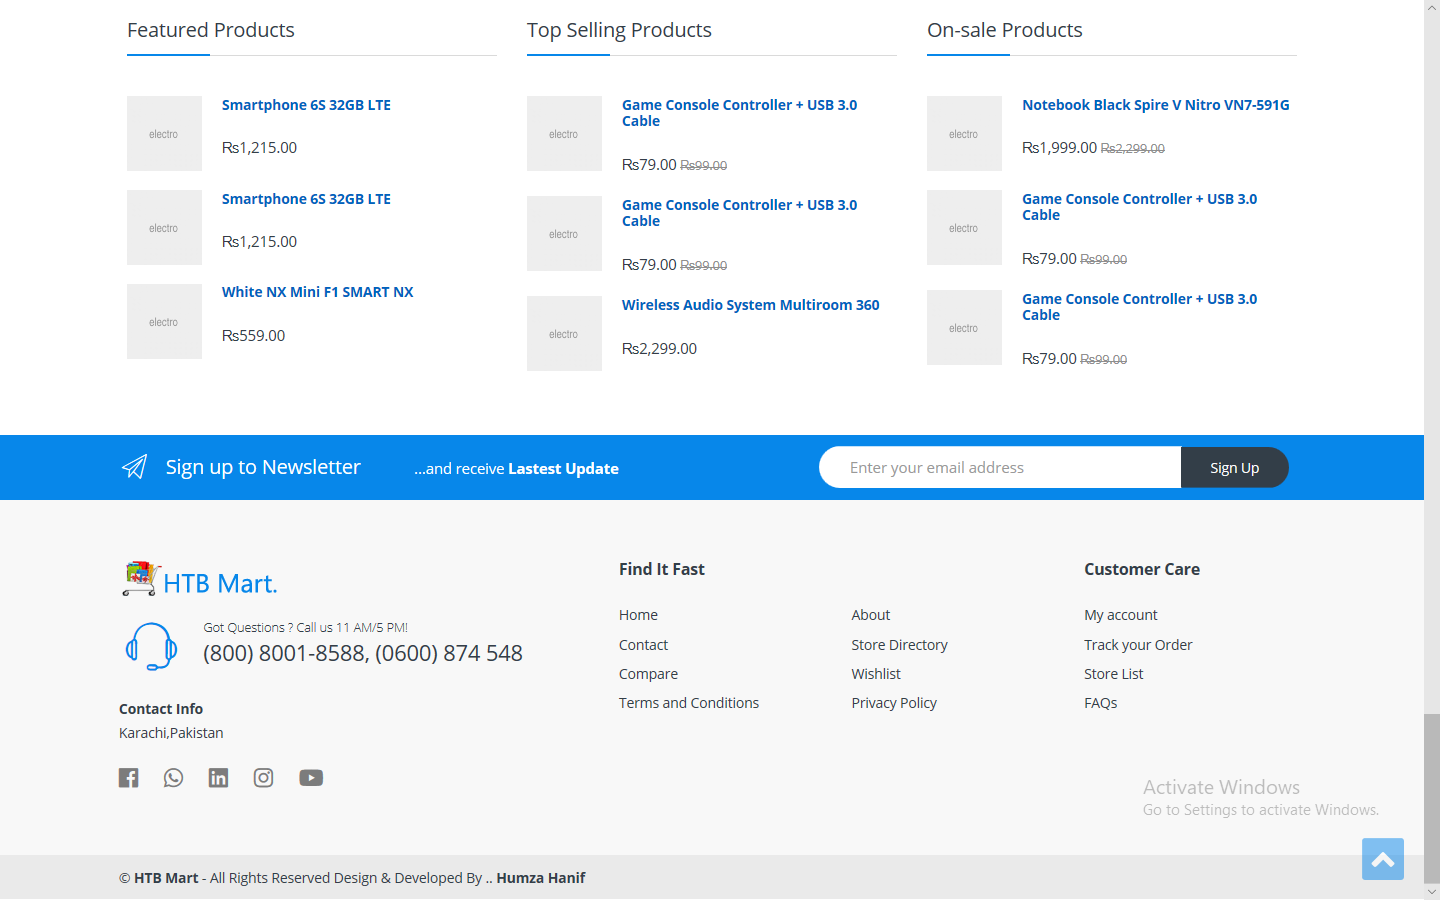 Featured Products
electro
Smartphone 6S 32GB LTE
₨1,215.00
electro
Smartphone 6S 32GB LTE
₨1,215.00
electro
White NX Mini F1 SMART NX
₨559.00
Top Selling Products
electro
Game Console Controller + USB 3.0
Cable
₨79.00 ₨99.00
electro
Game Console Controller + USB 3.0
Cable
₨79.00 ₨99.00
electro
Wireless Audio System Multiroom 360
₨2,299.00
On-sale Products
electro
Notebook Black Spire V Nitro VN7-591G
₨1,999.00 ₨2,299.00
electro
Game Console Controller + USB 3.0
Cable
₨79.00 ₨99.00
electro
Game Console Controller + USB 3.0
Cable
₨79.00 ₨99.00
Sign up to Newsletter
...and receive Lastest Update
Enter your email address
Sign Up
HTB Mart.
Got Questions ? Call us 11 AM/5 PM!
(800) 8001-8588, (0600) 874 548
Contact Info
Karachi,Pakistan
Find It Fast
Home
Contact
Compare
Terms and Conditions
About
Store Directory
Wishlist
Privacy Policy
Customer Care
My account
Track your Order
Store List
FAQs
Activate Windows
Go to Settings to activate Windows.
© HTB Mart - All Rights Reserved Design & Developed By .. Humza Hanif